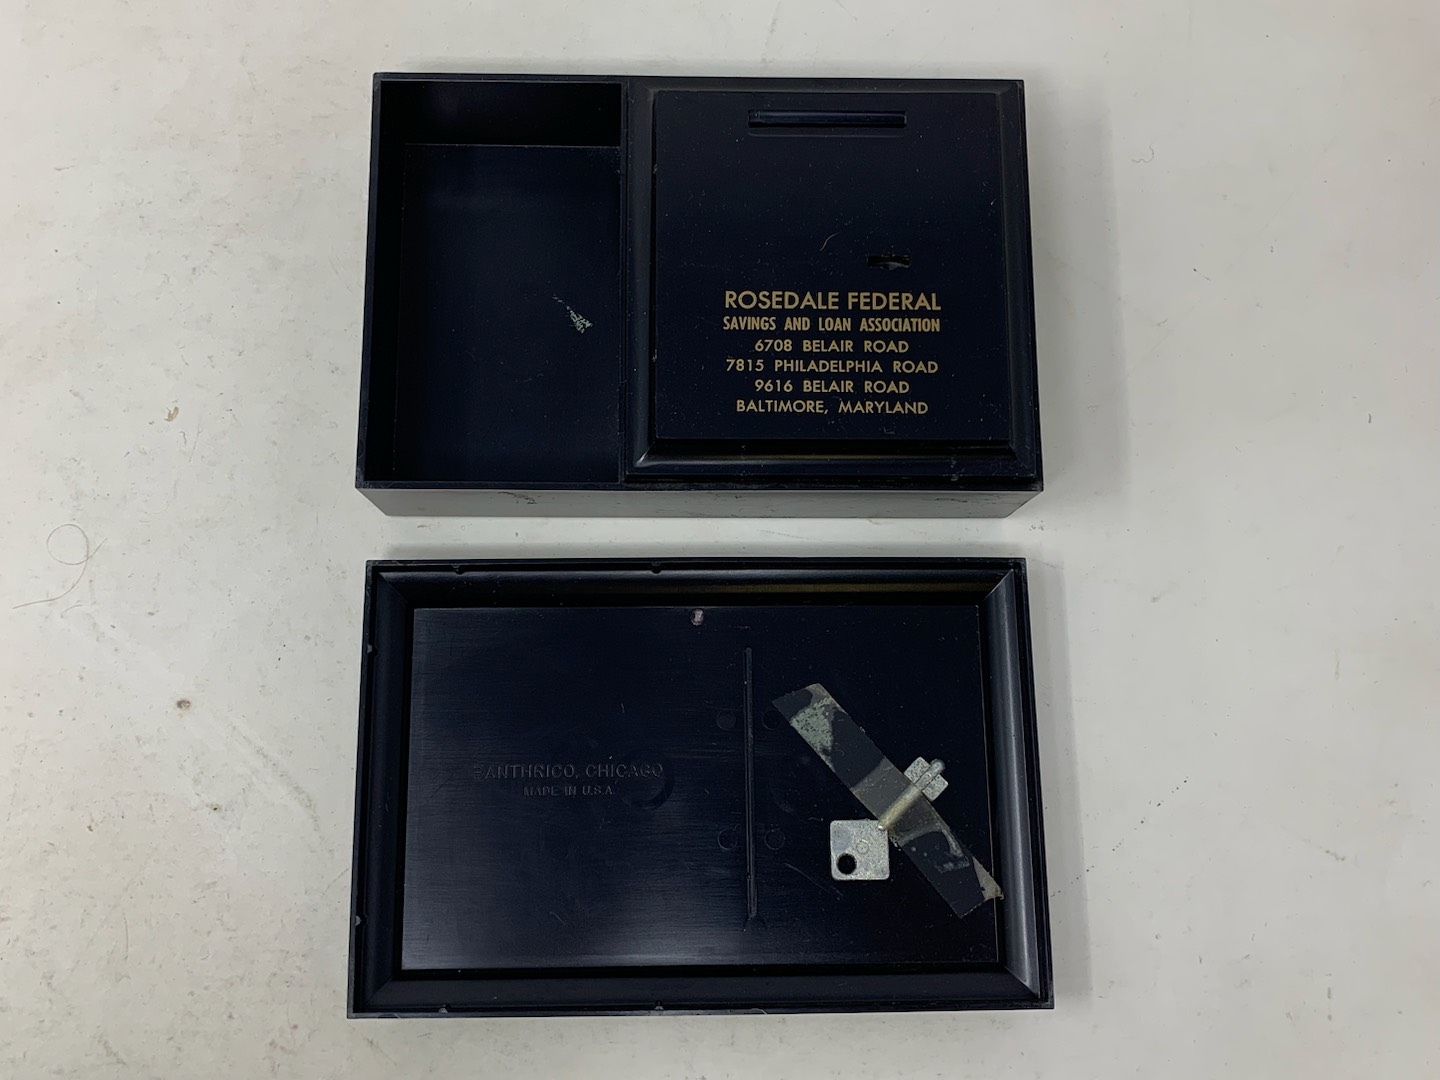 ROSEDALE FEDERAL
SAVINGS AND LOAN ASSOCIATION
6708 BELAIR ROAD
7815 PHILADELPHIA ROAD
9616 BELAIR ROAD
BALTIMORE, MARYLAND
BANTHRICO, CHICAGO
MADE IN U.S.A.